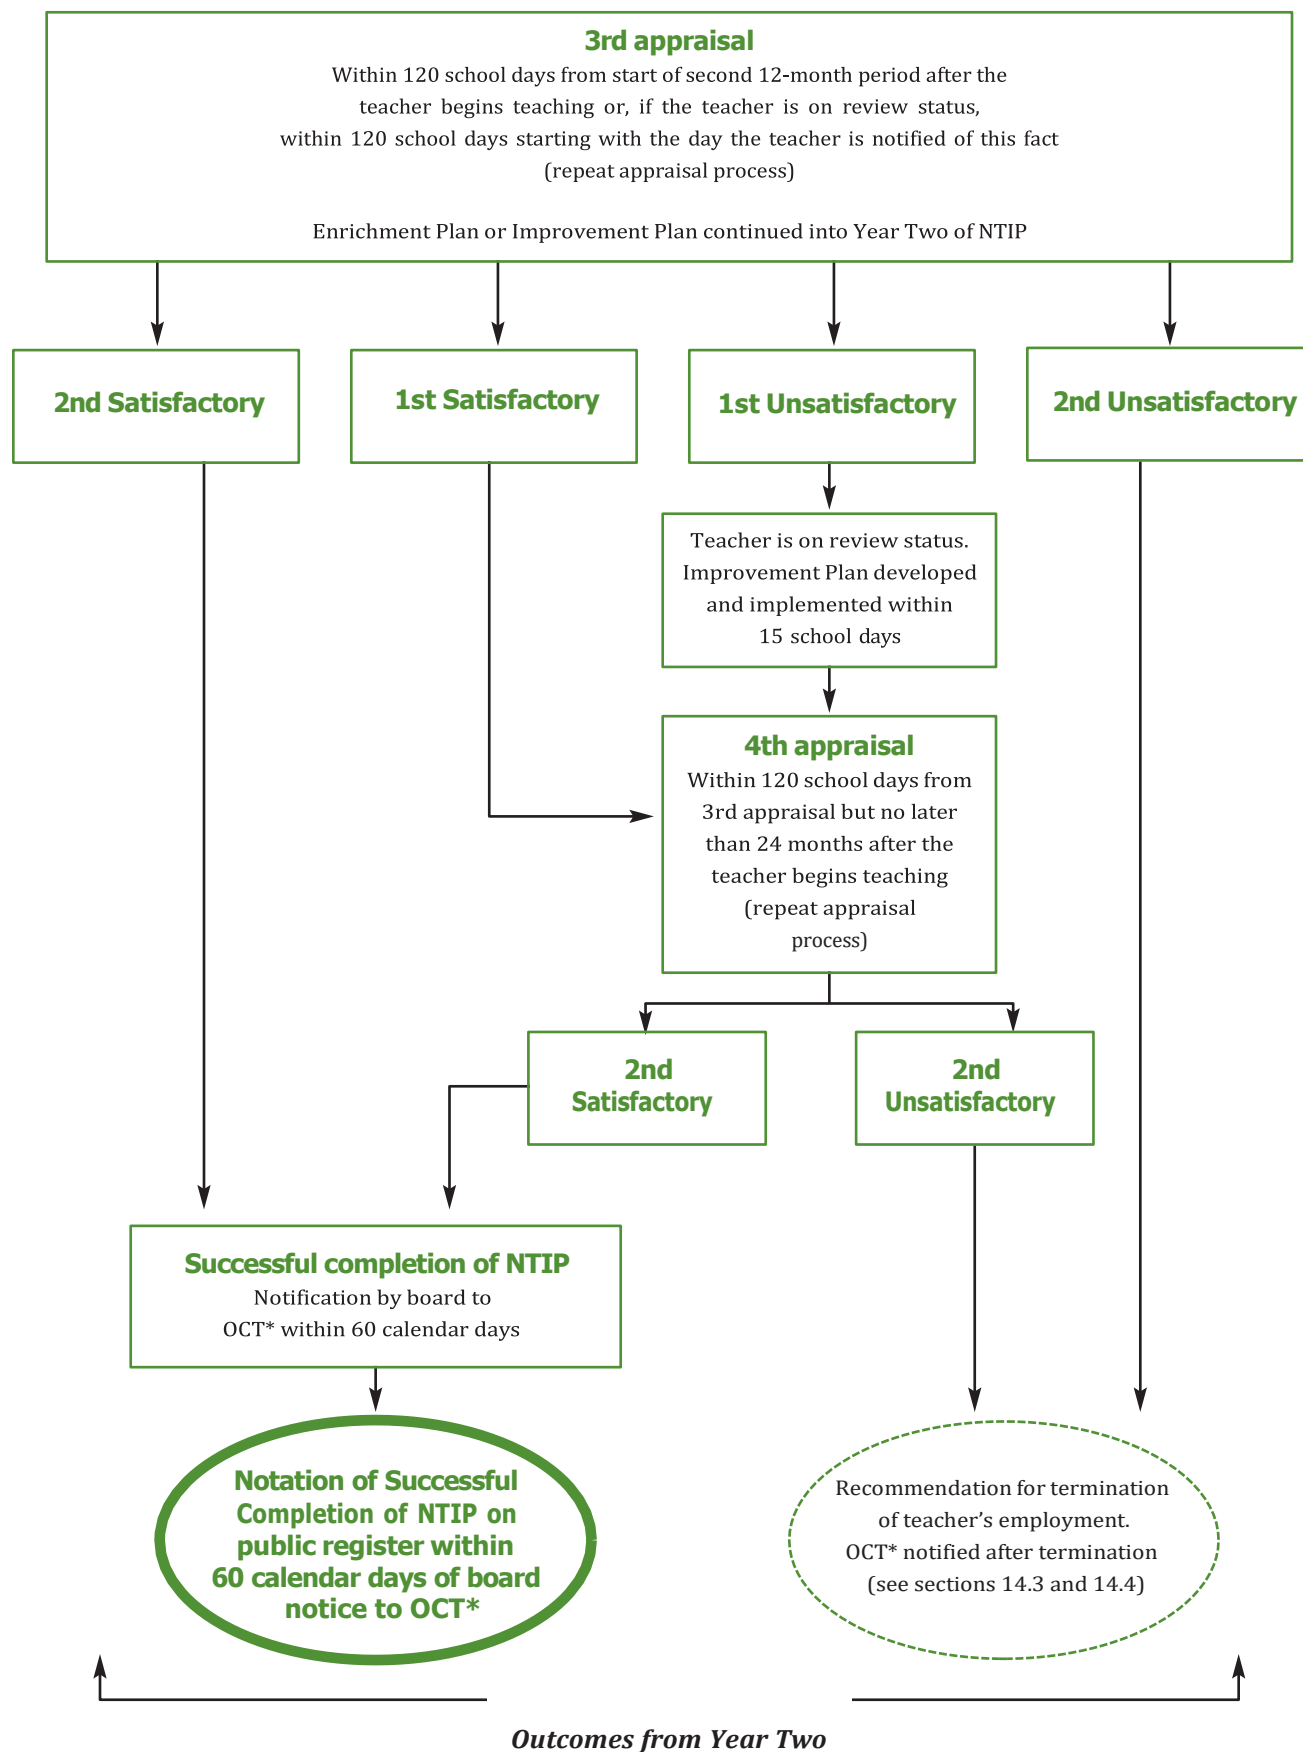 3rd appraisal
Within 120 school days from start of second 12-month period after the
teacher begins teaching or, if the teacher is on review status,
within 120 school days starting with the day the teacher is notified of this fact
(repeat appraisal process)
Enrichment Plan or Improvement Plan continued into Year Two of NTIP
2nd Satisfactory
1st Satisfactory
1st Unsatisfactory
2nd Unsatisfactory
Teacher is on review status.
Improvement Plan developed
and implemented within
15 school days
4th appraisal
Within 120 school days from
3rd appraisal but no later
than 24 months after the
teacher begins teaching
(repeat appraisal
process)
2nd
Satisfactory
2nd
Unsatisfactory
Successful completion of NTIP
Notification by board to
OCT* within 60 calendar days
Notation of Successful
Completion of NTIP on
public register within
60 calendar days of board
notice to OCT*
Recommendation for termination
of teacher’s employment.
OCT* notified after termination
(see sections 14.3 and 14.4)
Outcomes from Year Two